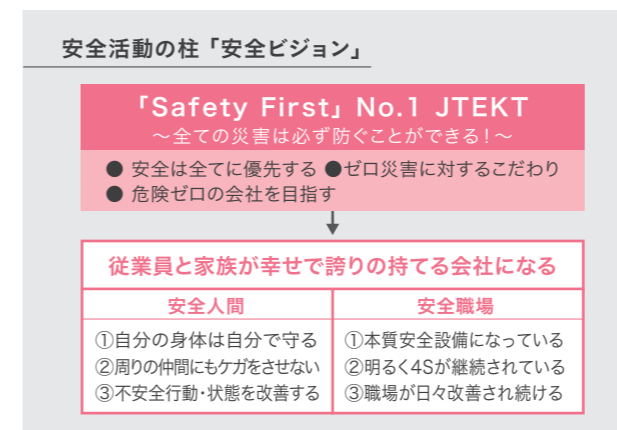 安全活動の柱「安全ビジョン」
「Safety First」No.1 JTEKT
～全ての災害は必ず防ぐことができる!～
● 安全は全てに優先する ●ゼロ災害に対するこだわり
● 危険ゼロの会社を目指す
従業員と家族が幸せで誇りの持てる会社になる
安全人間
①自分の身体は自分で守る
②周りの仲間にもケガをさせない
③不安全行動・状態を改善する
安全職場
①本質安全設備になっている
②明るく4Sが継続されている
③職場が日々改善され続ける